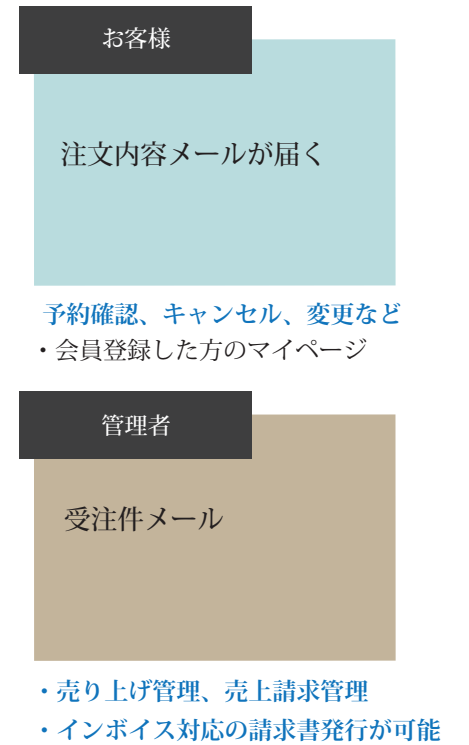 お客様
注文内容メールが届く
予約確認、キャンセル、変更など
・会員登録した方のマイページ
管理者
受注件メール
・売り上げ管理、売上請求管理
・インボイス対応の請求書発行が可能